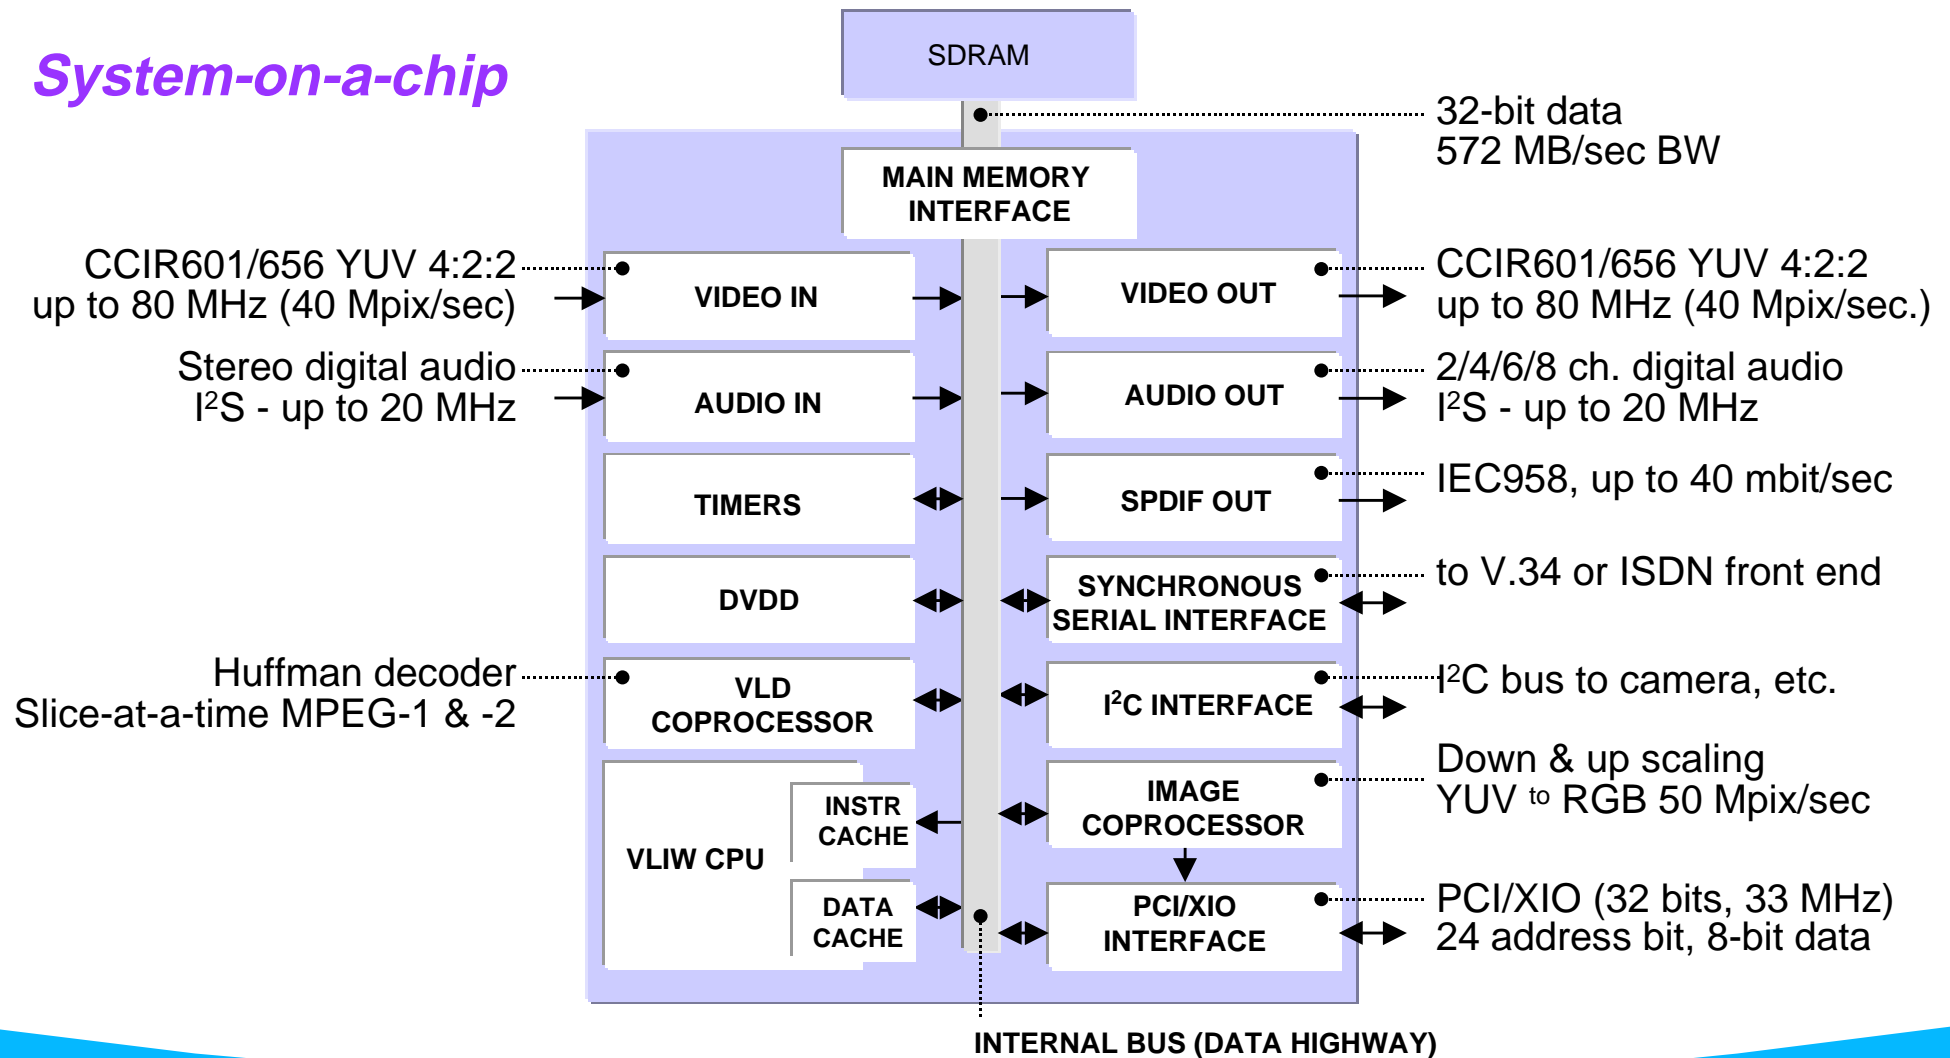 System-on-a-chip
SDRAM
32-bit data
572 MB/sec BW
MAIN MEMORY
INTERFACE
CCIR601/656 YUV 4:2:2
up to 80 MHz (40 Mpix/sec)
VIDEO IN
VIDEO OUT
CCIR601/656 YUV 4:2:2
up to 80 MHz (40 Mpix/sec.)
Stereo digital audio
I²S - up to 20 MHz
AUDIO IN
AUDIO OUT
2/4/6/8 ch. digital audio
I²S - up to 20 MHz
TIMERS
SPDIF OUT
IEC958, up to 40 mbit/sec
DVDD
SYNCHRONOUS
SERIAL INTERFACE
to V.34 or ISDN front end
Huffman decoder
Slice-at-a-time MPEG-1 & -2
VLD
COPROCESSOR
I²C INTERFACE
I²C bus to camera, etc.
VLIW CPU
INSTR
CACHE
DATA
CACHE
IMAGE
COPROCESSOR
Down & up scaling
YUV to RGB 50 Mpix/sec
PCI/XIO
INTERFACE
PCI/XIO (32 bits, 33 MHz)
24 address bit, 8-bit data
INTERNAL BUS (DATA HIGHWAY)